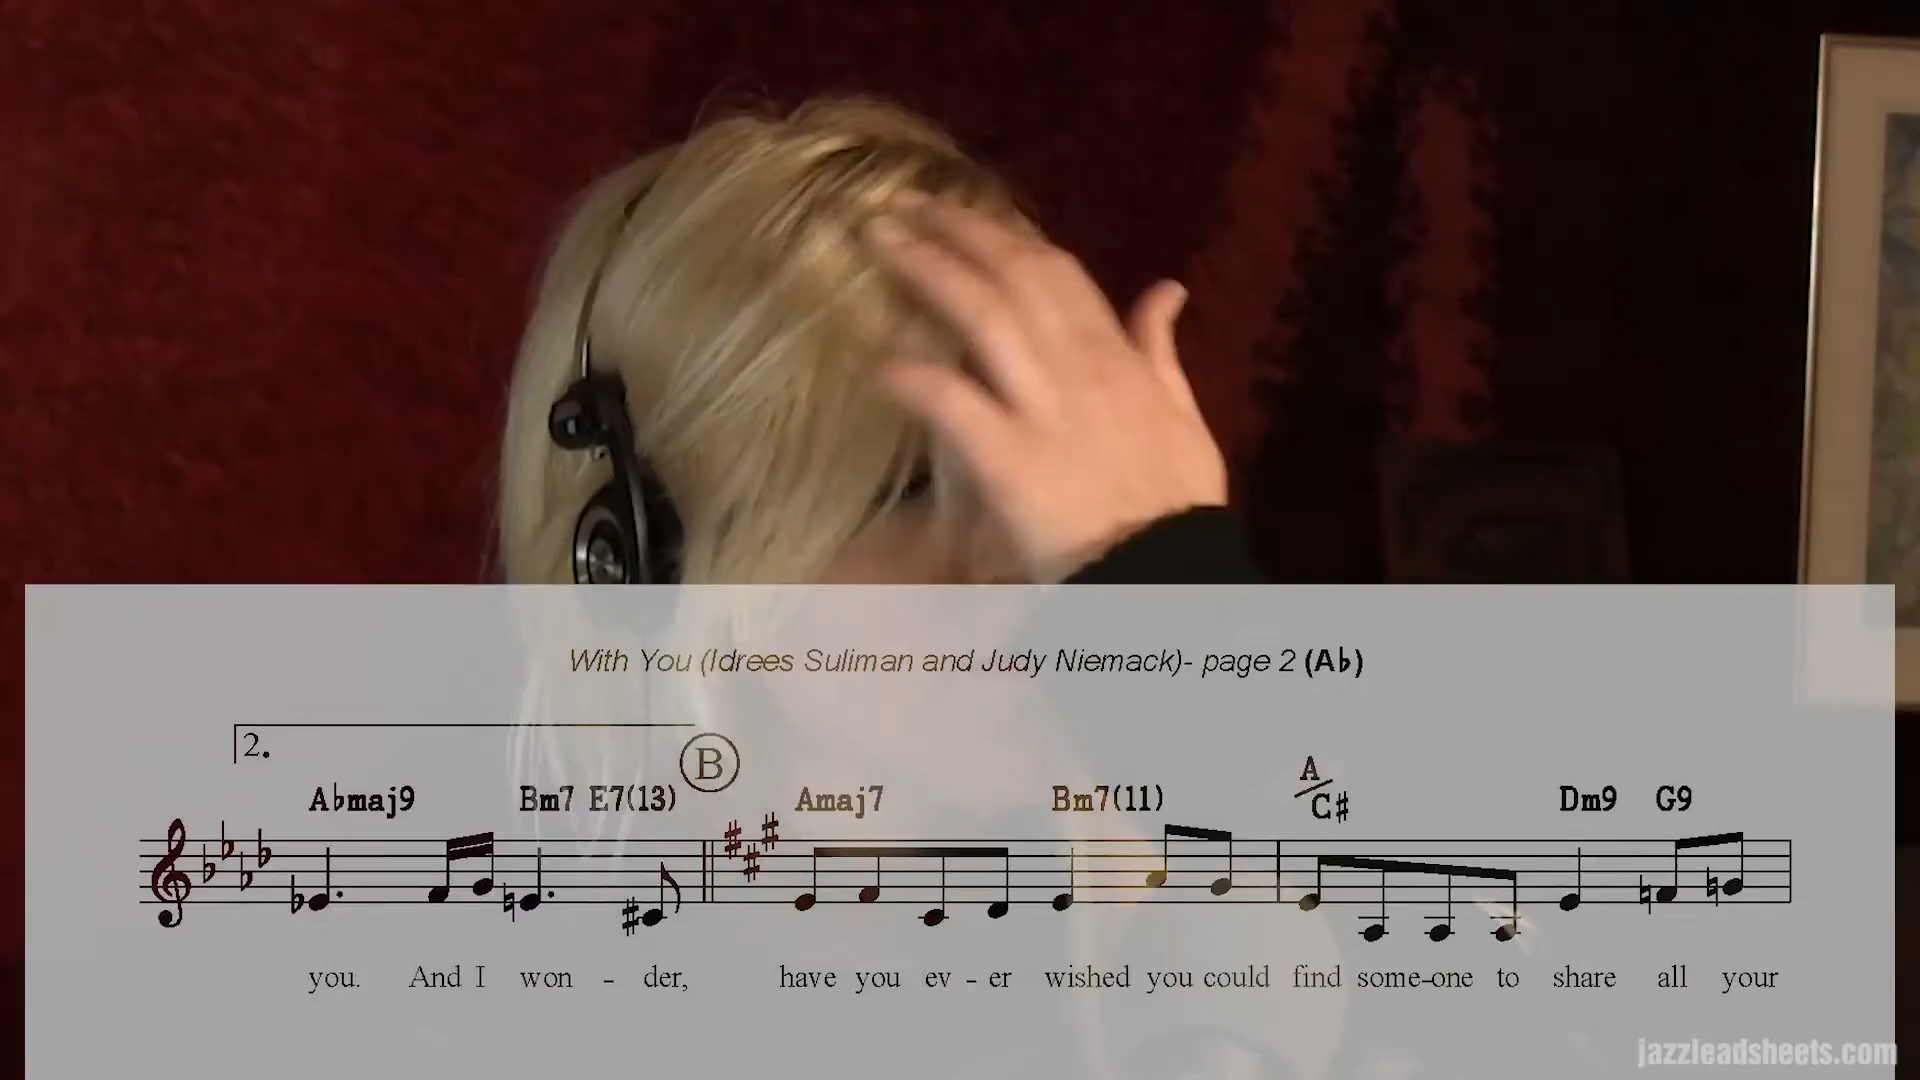 With You (Idrees Suliman and Judy Niemack)- page 2 (A♭)
2.
B
A♭maj9 Bm7 E7(13) Amaj7 Bm7(11) A/C♯ Dm9 G9
you. And I won - der, have you ev - er wished you could find some-one to share all your
jazzleadsheets.com